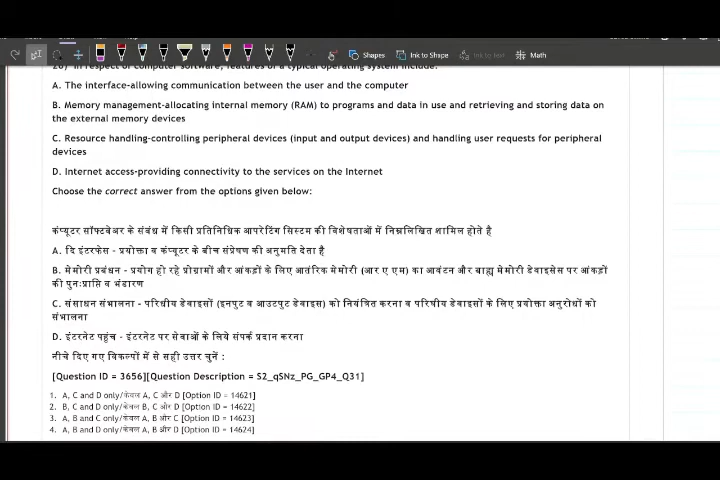 Shapes
Ink to Shape
Ink to Text
Math
26) In respect of computer software, features of a typical operating system include:
A. The interface-allowing communication between the user and the computer
B. Memory management-allocating internal memory (RAM) to programs and data in use and retrieving and storing data on
the external memory devices
C. Resource handling-controlling peripheral devices (input and output devices) and handling user requests for peripheral
devices
D. Internet access-providing connectivity to the services on the Internet
Choose the correct answer from the options given below:
कंप्यूटर सॉफ्टवेअर के संबंध में किसी प्रतिनिधिक आपरेटिंग सिस्टम की विशेषताओं में निम्नलिखित शामिल होते है
A. दि इंटरफेस - प्रयोक्ता व कंप्यूटर के बीच संप्रेषण की अनुमति देता है
B. मेमोरी प्रबंधन - प्रयोग हो रहे प्रोग्रामों और आंकड़ों के लिए आतंरिक मेमोरी (आर ए एम) का आवंटन और बाह्य मेमोरी डेवाइसेस पर आंकड़ों
की पुन:प्राप्ति व भंडारण
C. संसाधन संभालना - परिधीय डेवाइसों (इनपुट व आउटपुट डेवाइस) को नियंत्रित करना व परिधीय डेवाइसों के लिए प्रयोक्ता अनुरोधों को
संभालना
D. इंटरनेट पहुंच - इंटरनेट पर सेवाओं के लिये संपर्क प्रदान करना
नीचे दिए गए विकल्पों में से सही उत्तर चुनें :
[Question ID = 3656][Question Description = S2_qSNz_PG_GP4_Q31]
1. A, C and D only/केवल A, C और D [Option ID = 14621]
2. B, C and D only/केवल B, C और D [Option ID = 14622]
3. A, B and C only/केवल A, B और C [Option ID = 14623]
4. A, B and D only/केवल A, B और D [Option ID = 14624]